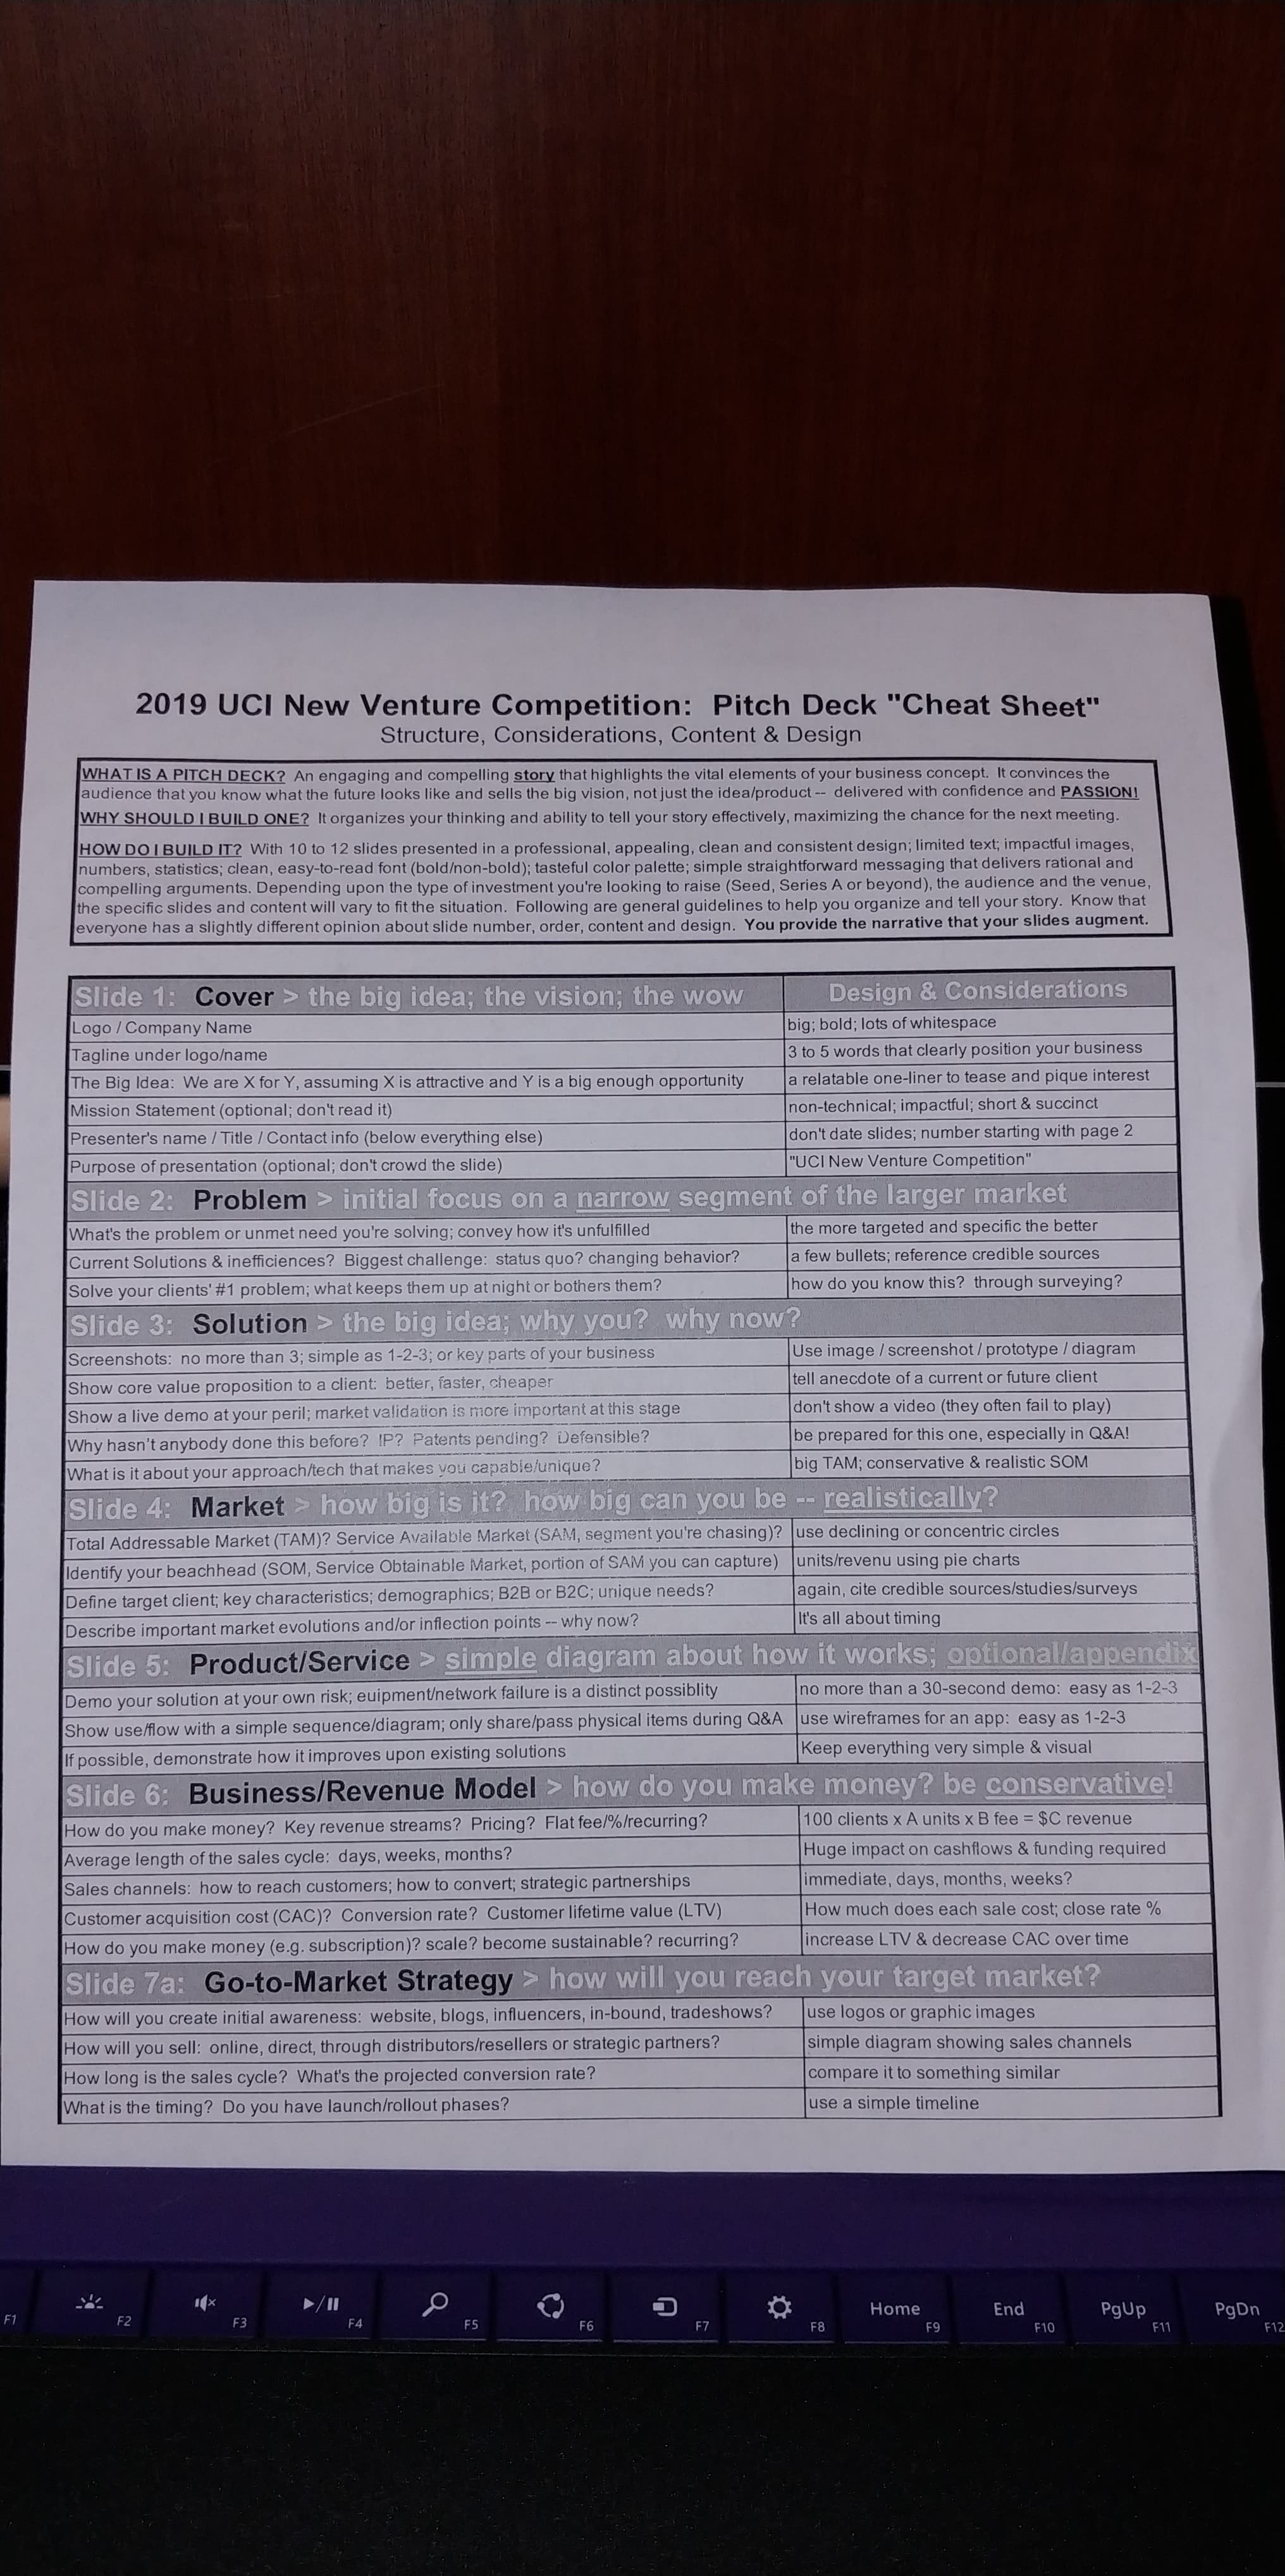 2019 UCI New Venture Competition:  Pitch Deck "Cheat Sheet"
Structure, Considerations, Content & Design
WHAT IS A PITCH DECK?  An engaging and compelling story that highlights the vital elements of your business concept.  It convinces the
audience that you know what the future looks like and sells the big vision, not just the idea/product --  delivered with confidence and PASSION!
WHY SHOULD I BUILD ONE?  It organizes your thinking and ability to tell your story effectively, maximizing the chance for the next meeting.
HOW DO I BUILD IT?  With 10 to 12 slides presented in a professional, appealing, clean and consistent design; limited text; impactful images,
numbers, statistics; clean, easy-to-read font (bold/non-bold); tasteful color palette; simple straightforward messaging that delivers rational and
compelling arguments. Depending upon the type of investment you're looking to raise (Seed, Series A or beyond), the audience and the venue,
the specific slides and content will vary to fit the situation.  Following are general guidelines to help you organize and tell your story.  Know that
everyone has a slightly different opinion about slide number, order, content and design.  You provide the narrative that your slides augment.
Slide 1:  Cover > the big idea; the vision; the wow Design & Considerations
Logo / Company Name big; bold; lots of whitespace
Tagline under logo/name 3 to 5 words that clearly position your business
The Big Idea:  We are X for Y, assuming X is attractive and Y is a big enough opportunity a relatable one-liner to tease and pique interest
Mission Statement (optional; don't read it) non-technical; impactful; short & succinct
Presenter's name / Title / Contact info (below everything else) don't date slides; number starting with page 2
Purpose of presentation (optional; don't crowd the slide) "UCI New Venture Competition"
Slide 2:  Problem > initial focus on a narrow segment of the larger market
What's the problem or unmet need you're solving; convey how it's unfulfilled the more targeted and specific the better
Current Solutions & inefficiences?  Biggest challenge:  status quo? changing behavior? a few bullets; reference credible sources
Solve your clients' #1 problem; what keeps them up at night or bothers them? how do you know this?  through surveying?
Slide 3:  Solution > the big idea; why you?  why now?
Screenshots:  no more than 3; simple as 1-2-3; or key parts of your business Use image / screenshot / prototype / diagram
Show core value proposition to a client:  better, faster, cheaper tell anecdote of a current or future client
Show a live demo at your peril; market validation is more important at this stage don't show a video (they often fail to play)
Why hasn't anybody done this before?  IP?  Patents pending?  Defensible? be prepared for this one, especially in Q&A!
What is it about your approach/tech that makes you capable/unique? big TAM; conservative & realistic SOM
Slide 4:  Market > how big is it?  how big can you be -- realistically?
Total Addressable Market (TAM)? Service Available Market (SAM, segment you're chasing)? use declining or concentric circles
Identify your beachhead (SOM, Service Obtainable Market, portion of SAM you can capture) units/revenu using pie charts
Define target client; key characteristics; demographics; B2B or B2C; unique needs? again, cite credible sources/studies/surveys
Describe important market evolutions and/or inflection points -- why now? It's all about timing
Slide 5:  Product/Service > simple diagram about how it works; optional/appendix
Demo your solution at your own risk; euipment/network failure is a distinct possiblity no more than a 30-second demo:  easy as 1-2-3
Show use/flow with a simple sequence/diagram; only share/pass physical items during Q&A use wireframes for an app:  easy as 1-2-3
If possible, demonstrate how it improves upon existing solutions Keep everything very simple & visual
Slide 6:  Business/Revenue Model > how do you make money? be conservative!
How do you make money?  Key revenue streams?  Pricing?  Flat fee/%/recurring? 100 clients x A units x B fee = $C revenue
Average length of the sales cycle:  days, weeks, months? Huge impact on cashflows & funding required
Sales channels:  how to reach customers; how to convert; strategic partnerships immediate, days, months, weeks?
Customer acquisition cost (CAC)?  Conversion rate?  Customer lifetime value (LTV) How much does each sale cost; close rate %
How do you make money (e.g. subscription)? scale? become sustainable? recurring? increase LTV & decrease CAC over time
Slide 7a:  Go-to-Market Strategy > how will you reach your target market?
How will you create initial awareness:  website, blogs, influencers, in-bound, tradeshows? use logos or graphic images
How will you sell:  online, direct, through distributors/resellers or strategic partners? simple diagram showing sales channels
How long is the sales cycle?  What's the projected conversion rate? compare it to something similar
What is the timing?  Do you have launch/rollout phases? use a simple timeline
Home End PgUp PgDn
F1 F2 F3 F4 F5 F6 F7 F8 F9 F10 F11 F12